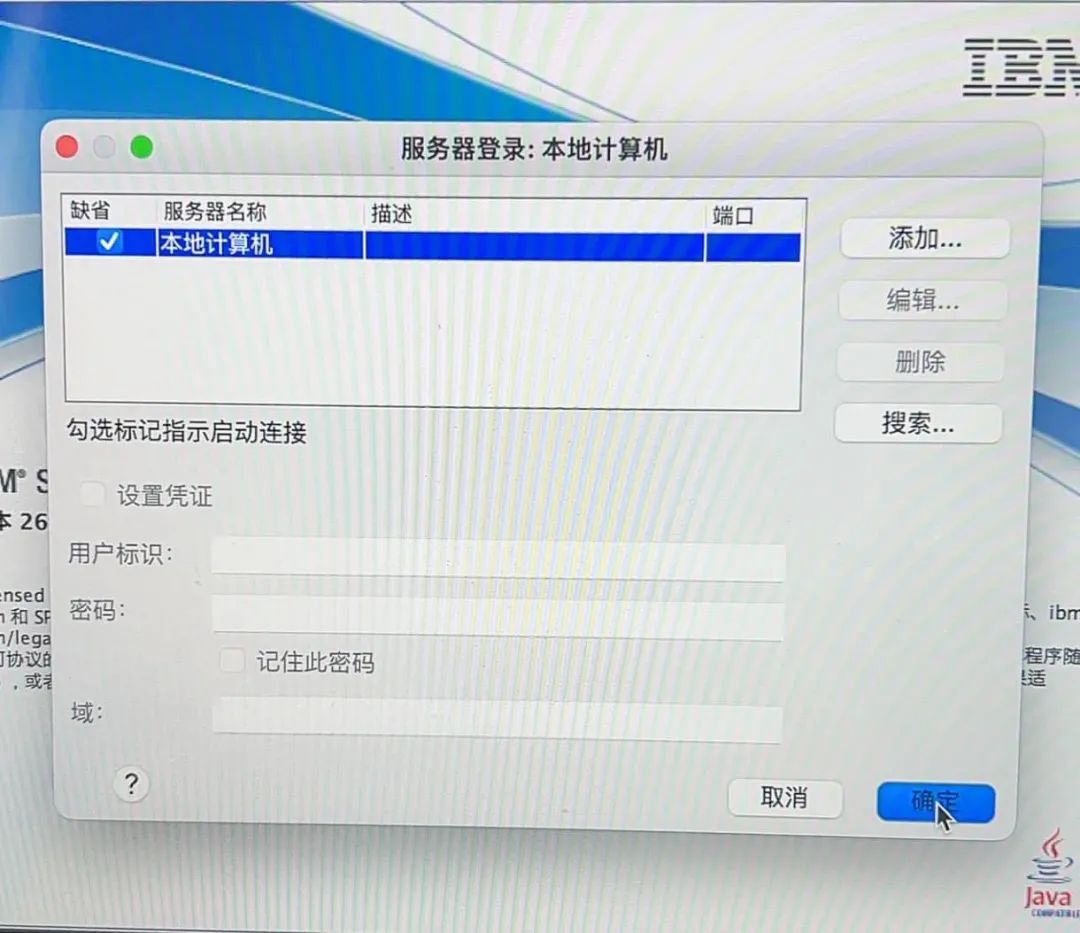 IBM
服务器登录: 本地计算机
缺省 服务器名称 描述 端口
本地计算机
添加...
编辑...
删除
搜索...
勾选标记指示启动连接
M® S
本 26
设置凭证
用户标识:
ensed
n 和 SP
m/lega
可协议的
，或者
密码:
记住此密码
、ibm
程序随
果适
域:
?
取消
确定
Java
COMPATIBLE